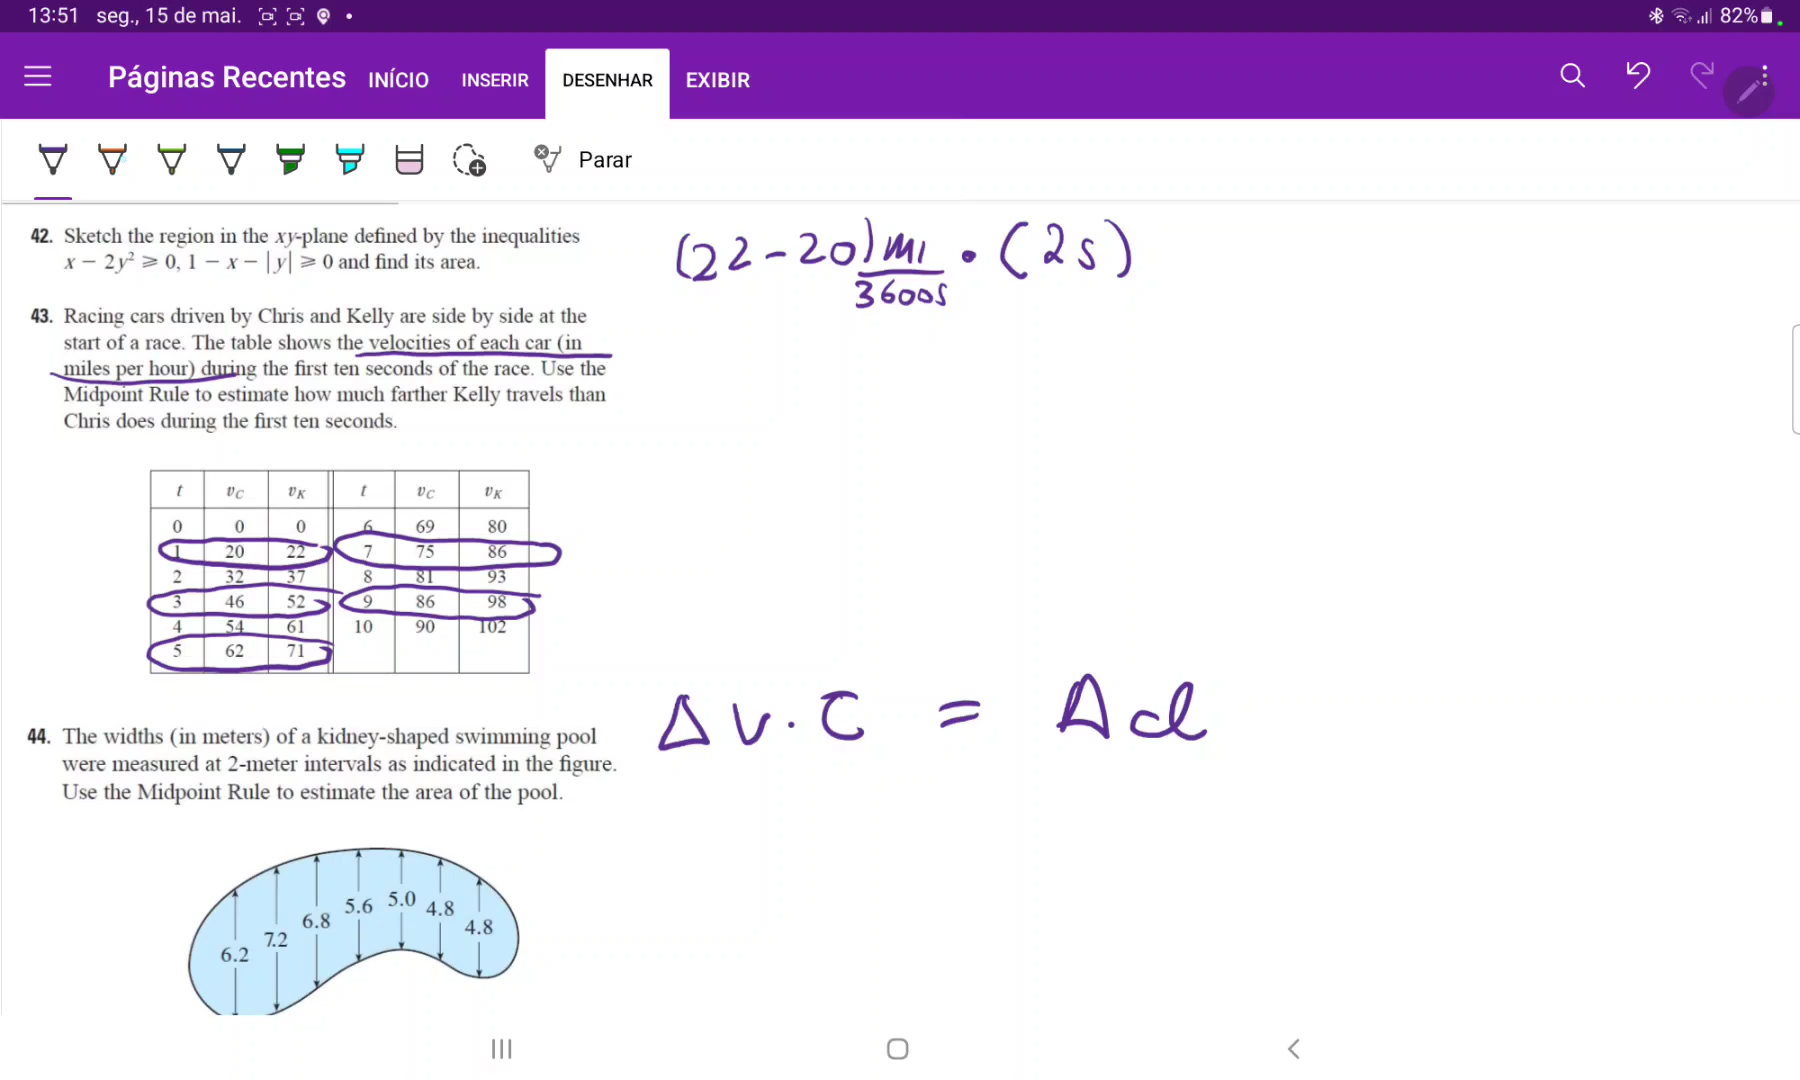 13:51 seg., 15 de mai. • 82%
Páginas Recentes INÍCIO INSERIR DESENHAR EXIBIR
Parar
42. Sketch the region in the xy-plane defined by the inequalities
x − 2y² ⩾ 0, 1 − x − |y| ⩾ 0 and find its area.
43. Racing cars driven by Chris and Kelly are side by side at the
start of a race. The table shows the velocities of each car (in
miles per hour) during the first ten seconds of the race. Use the
Midpoint Rule to estimate how much farther Kelly travels than
Chris does during the first ten seconds.
t v_C v_K t v_C v_K
0 0 0 6 69 80
1 20 22 7 75 86
2 32 37 8 81 93
3 46 52 9 86 98
4 54 61 10 90 102
5 62 71
44. The widths (in meters) of a kidney-shaped swimming pool
were measured at 2-meter intervals as indicated in the figure.
Use the Midpoint Rule to estimate the area of the pool.
6.2 7.2 6.8 5.6 5.0 4.8 4.8
(22-20) mi/3600s • (2s)
Δv.t = Δd